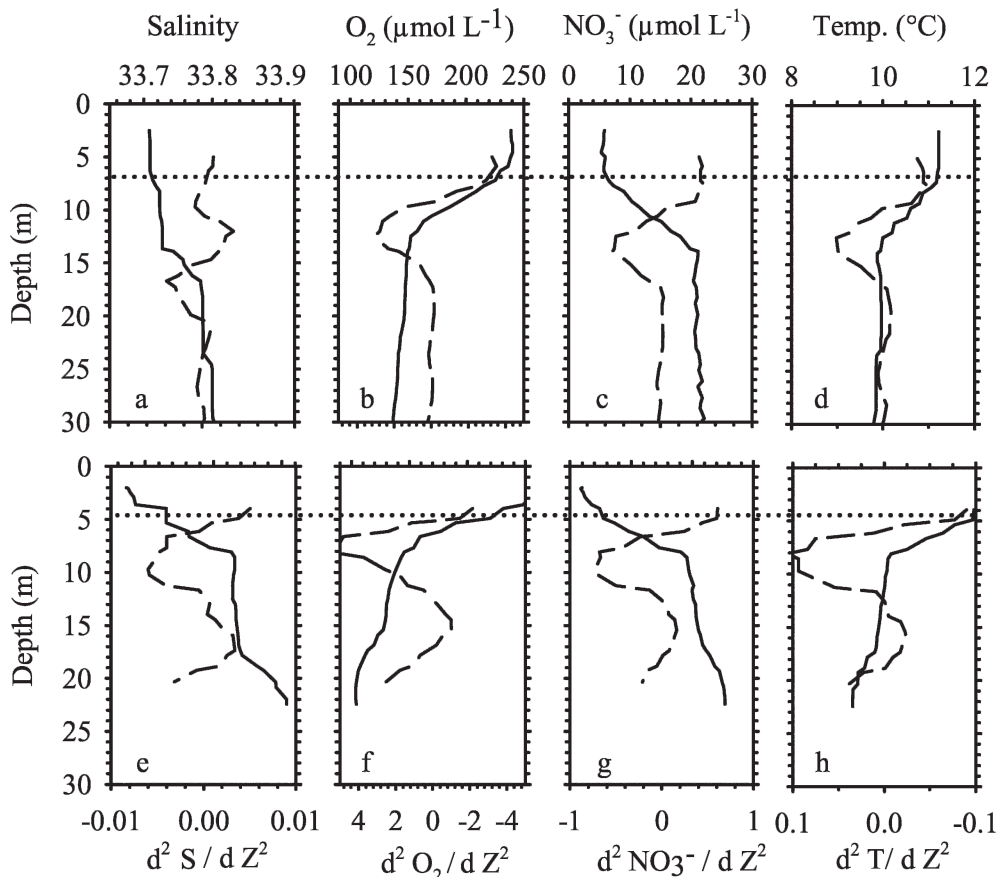 Salinity O₂ (µmol L⁻¹) NO₃⁻ (µmol L⁻¹) Temp. (°C)
33.7 33.8 33.9 100 150 200 250 0 10 20 30 8 10 12
0
5
10
15
20
25
30
Depth (m)
a b c d
0
5
10
15
20
25
30
Depth (m)
e f g h
-0.01 0.00 0.01 4 2 0 -2 -4 -1 0 1 0.1 0.0 -0.1
d² S / d Z² d² O₂ / d Z² d² NO₃⁻ / d Z² d² T/ d Z²